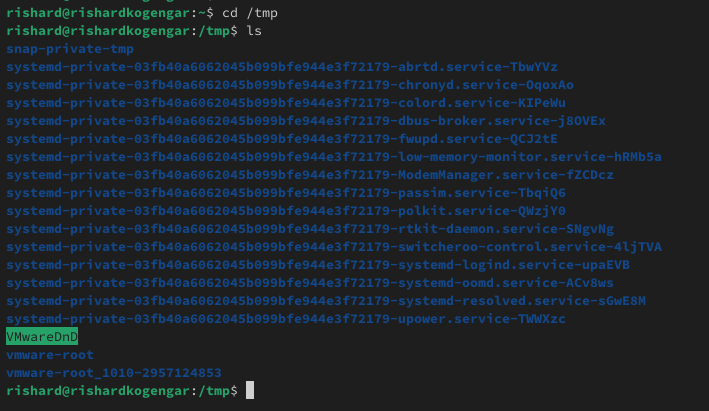 rishard@rishardkogengar:~$ cd /tmp
rishard@rishardkogengar:/tmp$ ls
snap-private-tmp
systemd-private-03fb40a6062045b099bfe944e3f72179-abrtd.service-TbwYVz
systemd-private-03fb40a6062045b099bfe944e3f72179-chronyd.service-OqoxAo
systemd-private-03fb40a6062045b099bfe944e3f72179-colord.service-KIPeWu
systemd-private-03fb40a6062045b099bfe944e3f72179-dbus-broker.service-j8OVEx
systemd-private-03fb40a6062045b099bfe944e3f72179-fwupd.service-QCJ2tE
systemd-private-03fb40a6062045b099bfe944e3f72179-low-memory-monitor.service-hRMb5a
systemd-private-03fb40a6062045b099bfe944e3f72179-ModemManager.service-fZCDcz
systemd-private-03fb40a6062045b099bfe944e3f72179-passim.service-TbqiQ6
systemd-private-03fb40a6062045b099bfe944e3f72179-polkit.service-QWzjY0
systemd-private-03fb40a6062045b099bfe944e3f72179-rtkit-daemon.service-SNgvNg
systemd-private-03fb40a6062045b099bfe944e3f72179-switcheroo-control.service-4ljTVA
systemd-private-03fb40a6062045b099bfe944e3f72179-systemd-logind.service-upaEVB
systemd-private-03fb40a6062045b099bfe944e3f72179-systemd-oomd.service-ACv8ws
systemd-private-03fb40a6062045b099bfe944e3f72179-systemd-resolved.service-sGwE8M
systemd-private-03fb40a6062045b099bfe944e3f72179-upower.service-TWWXzc
VMwareDnD
vmware-root
vmware-root_1010-2957124853
rishard@rishardkogengar:/tmp$